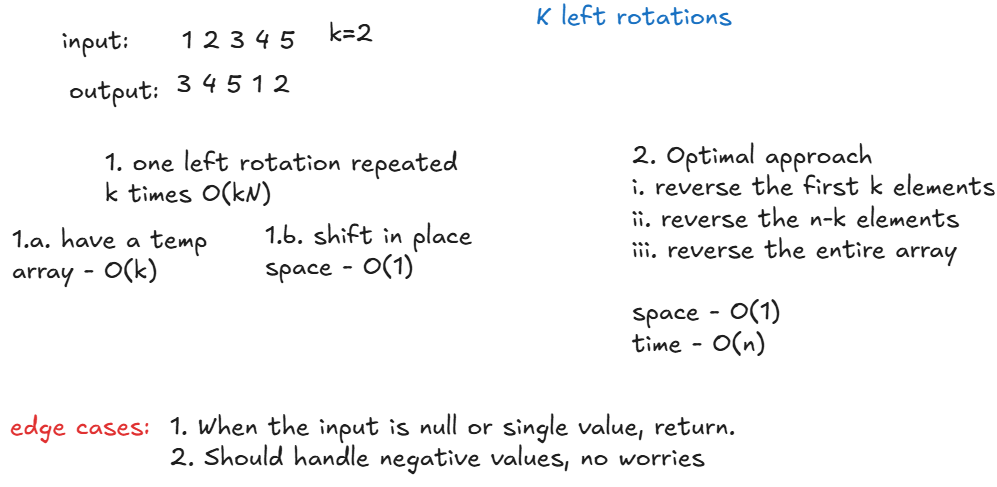 K left rotations
input: 1 2 3 4 5 k=2
output: 3 4 5 1 2
1. one left rotation repeated
k times O(kN)
1.a. have a temp
array - O(k)
1.b. shift in place
space - O(1)
2. Optimal approach
i. reverse the first k elements
ii. reverse the n-k elements
iii. reverse the entire array
space - O(1)
time - O(n)
edge cases: 1. When the input is null or single value, return.
2. Should handle negative values, no worries